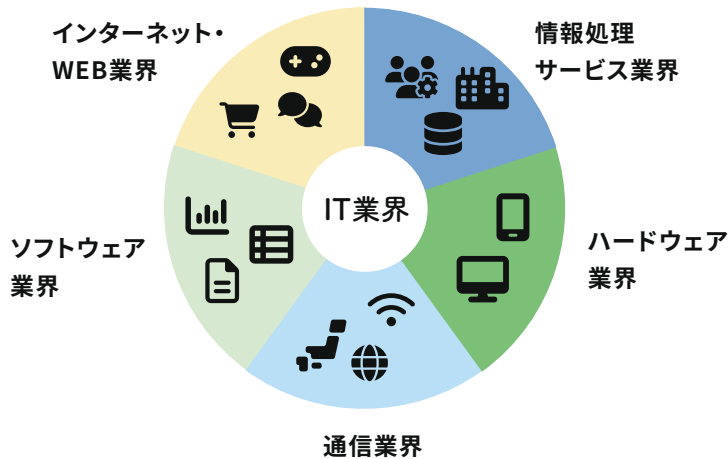 インターネット・
WEB業界
情報処理
サービス業界
IT業界
ソフトウェア
業界
ハードウェア
業界
通信業界